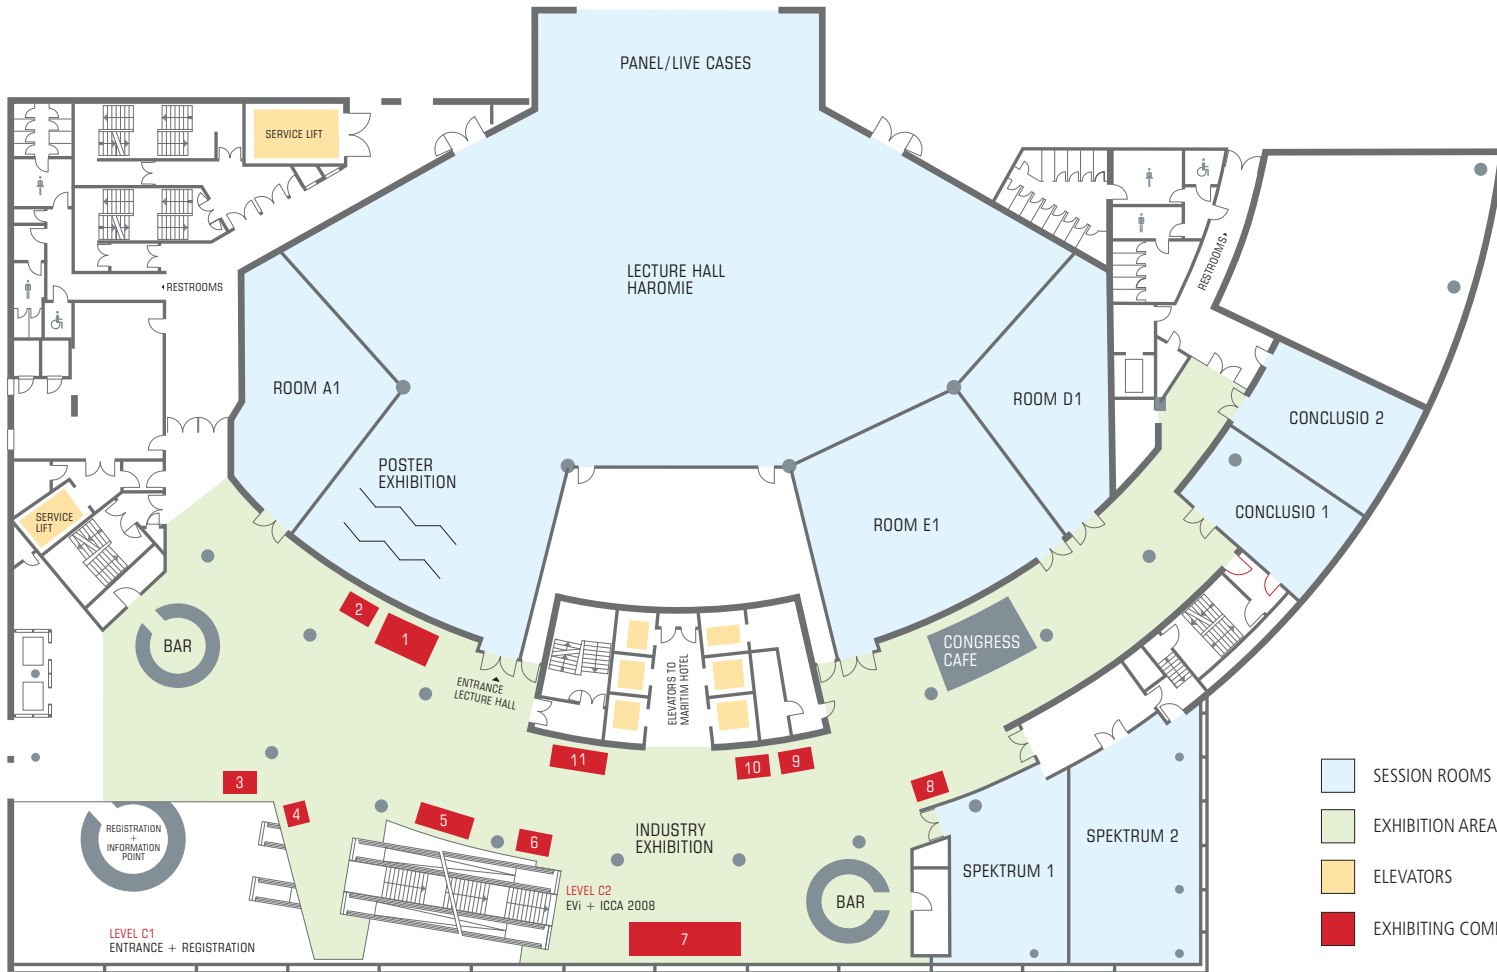 PANEL/LIVE CASES
SERVICE LIFT
RESTROOMS
RESTROOMS
LECTURE HALL
HAROMIE
ROOM A1
ROOM D1
CONCLUSIO 2
POSTER
EXHIBITION
SERVICE
LIFT
ROOM E1
CONCLUSIO 1
2
1
BAR
CONGRESS
CAFE
ENTRANCE
LECTURE HALL
ELEVATORS TO
MARITIM HOTEL
11
10
9
3
8
4
5
6
REGISTRATION
+
INFORMATION
POINT
INDUSTRY
EXHIBITION
SPEKTRUM 2
SPEKTRUM 1
LEVEL C2
EVi + ICCA 2008
BAR
7
LEVEL C1
ENTRANCE + REGISTRATION
SESSION ROOMS
EXHIBITION AREA
ELEVATORS
EXHIBITING